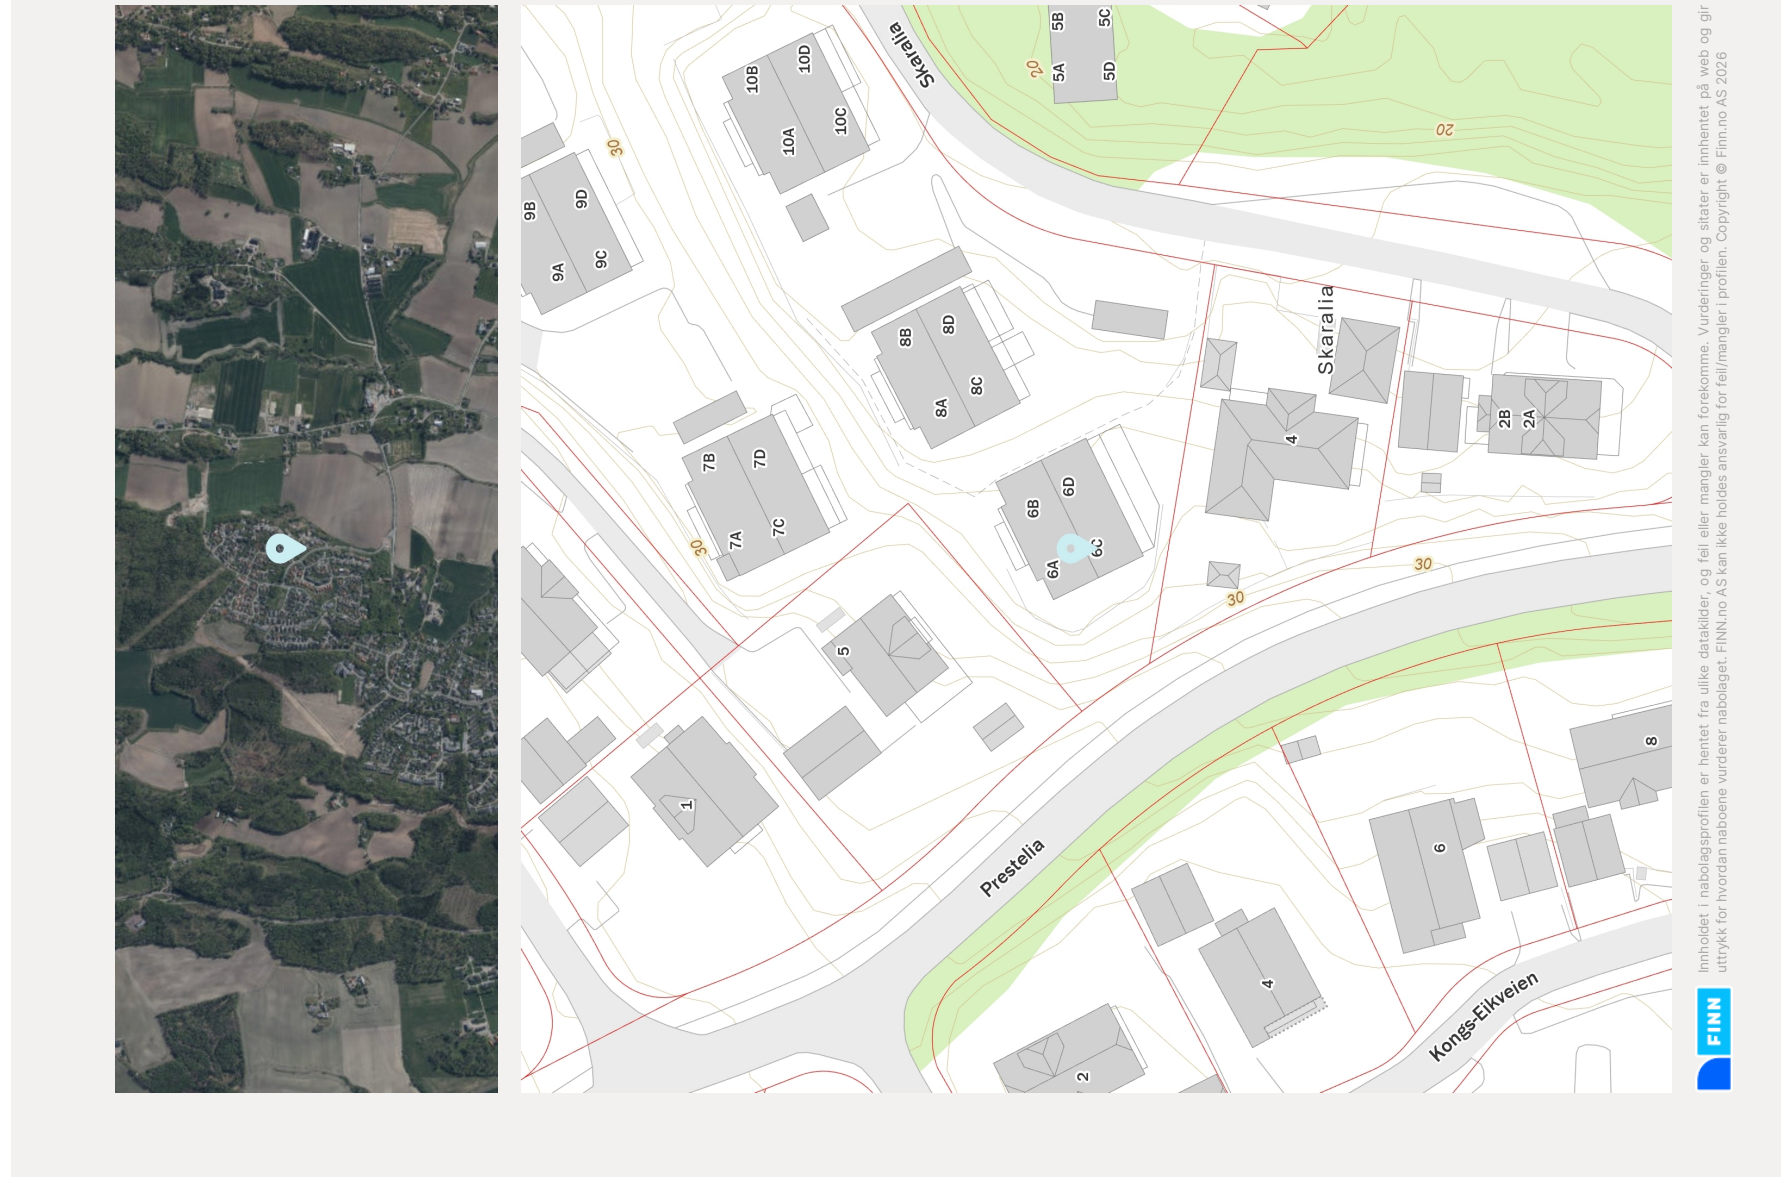 Skaralia
5B
5C
5A
5D
20
20
10B
10D
10A
10C
30
9B
9D
9A
9C
8B
8D
8A
8C
Skaralia
7B
7D
7A
7C
30
6B
6D
6A
6C
4
2B
2A
30
30
5
1
Prestelia
8
6
4
2
Kongs-Eikveien
Innholdet i nabolagsprofilen er hentet fra ulike datakilder, og feil eller mangler kan forekomme. Vurderinger og sitater er innhentet på web og gir
uttrykk for hvordan naboene vurderer nabolaget. FINN.no AS kan ikke holdes ansvarlig for feil/mangler i profilen. Copyright © Finn.no AS 2026
FINN